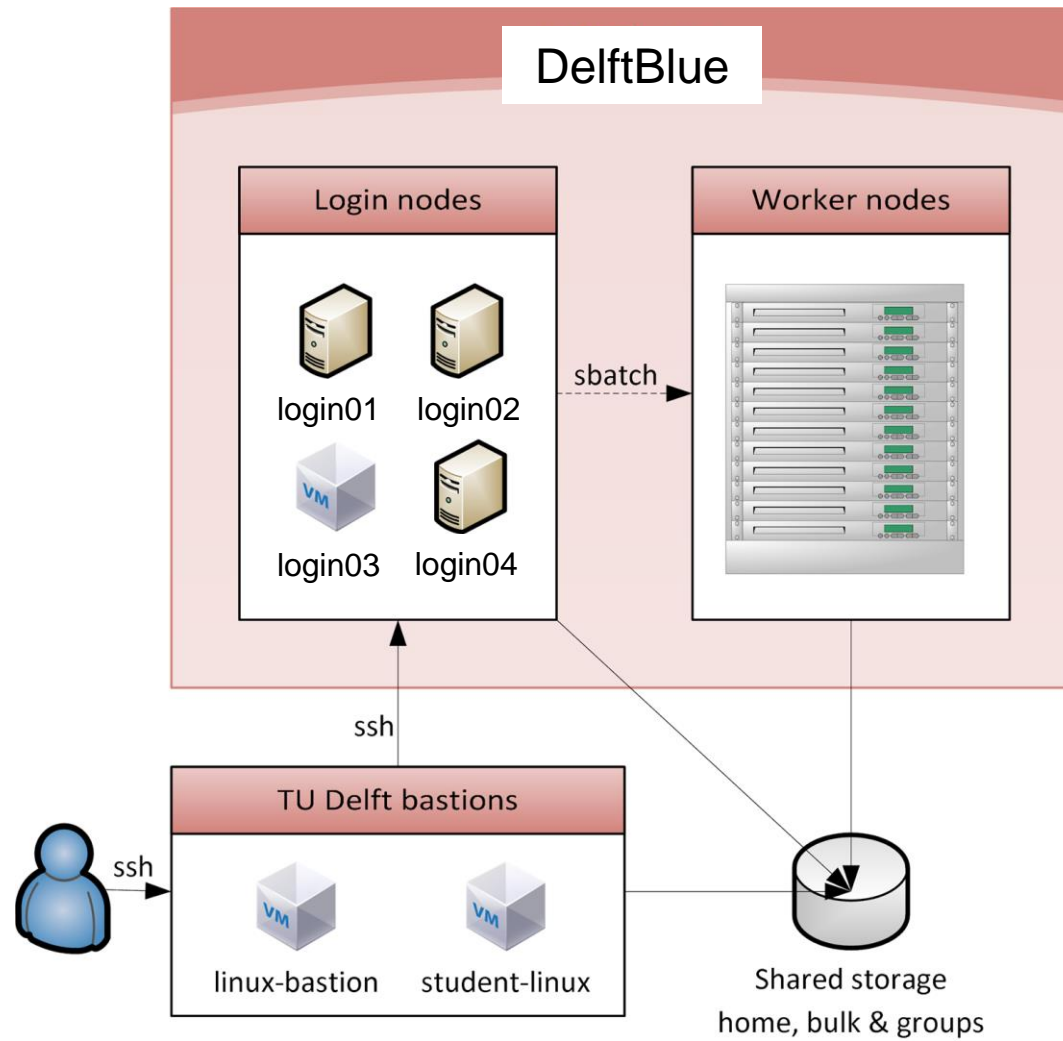 DelftBlue
Login nodes
Worker nodes
login01 login02
sbatch
VM
login03 login04
ssh
TU Delft bastions
ssh
VM VM
linux-bastion student-linux
Shared storage
home, bulk & groups